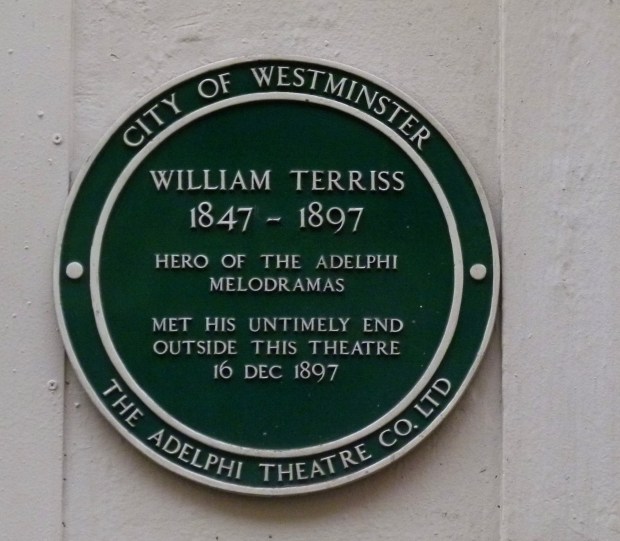 CITY OF WESTMINSTER
WILLIAM TERRISS
1847 - 1897
HERO OF THE ADELPHI
MELODRAMAS
MET HIS UNTIMELY END
OUTSIDE THIS THEATRE
16 DEC 1897
THE ADELPHI THEATRE CO. LTD